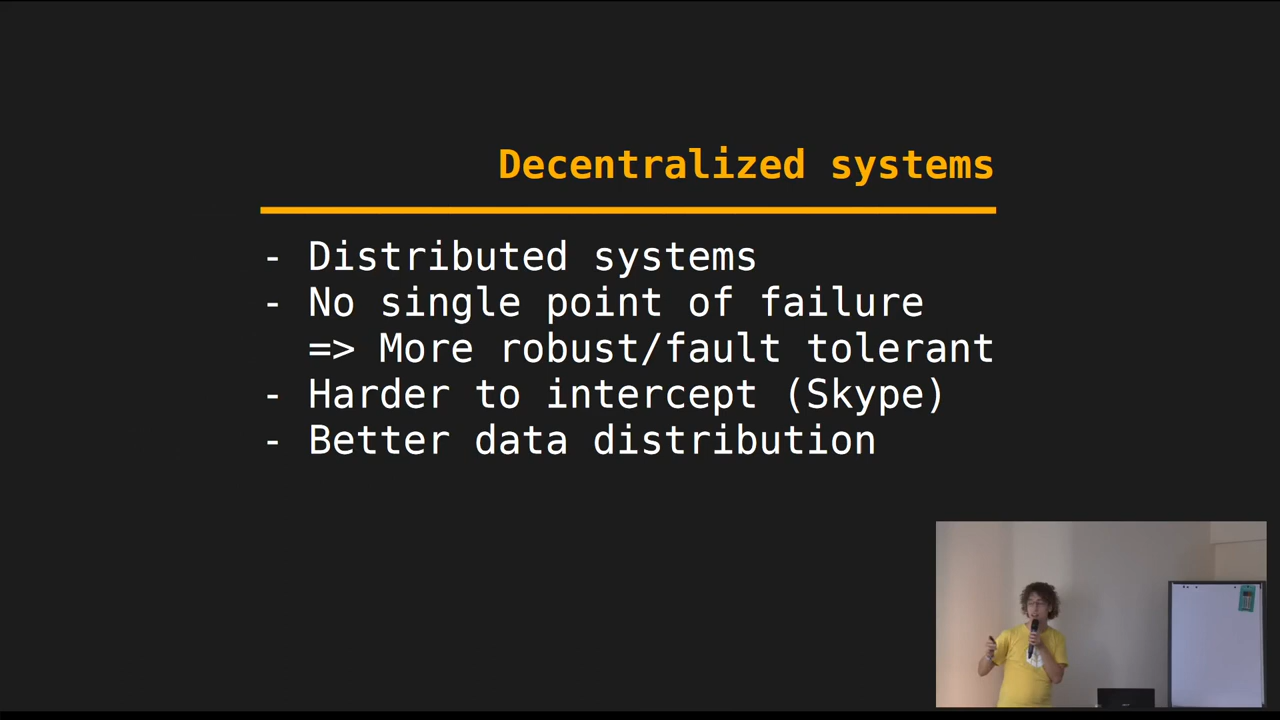 Decentralized systems
- Distributed systems
- No single point of failure
=> More robust/fault tolerant
- Harder to intercept (Skype)
- Better data distribution